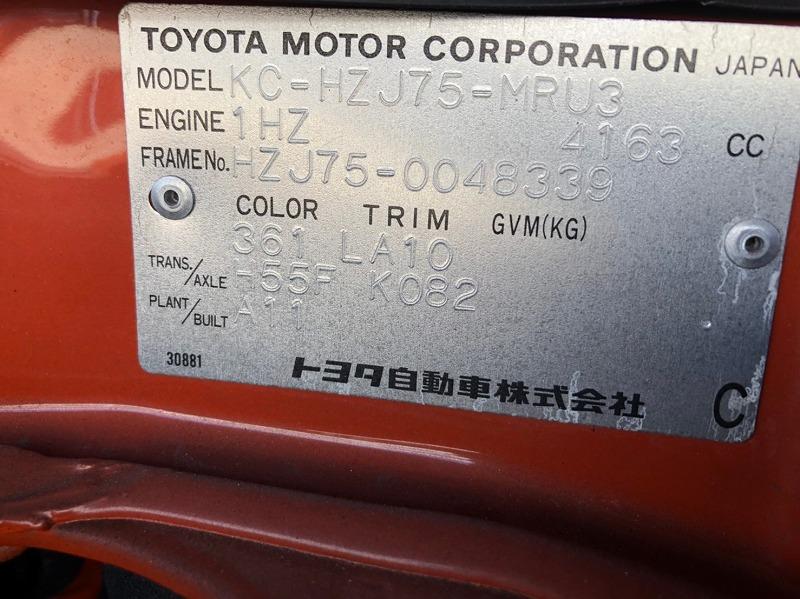 TOYOTA MOTOR CORPORATION JAPAN
MODEL KC-HZJ75-MRU3
ENGINE 1HZ 4163 CC
FRAME No. HZJ75-0048339
COLOR TRIM GVM(KG)
361 LA10
TRANS./AXLE -55F K082
PLANT/BUILT A11
30881
トヨタ自動車株式会社 C